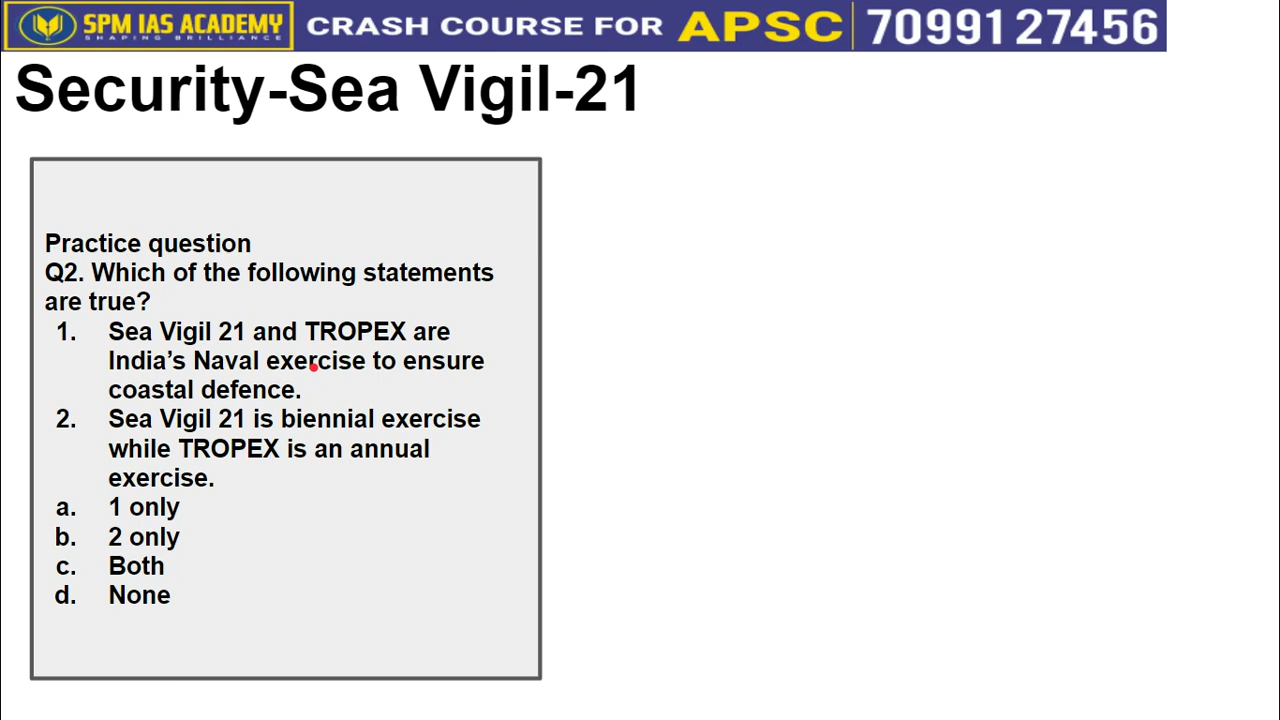 SPM IAS ACADEMY
SHAPING BRILLIANCE
CRASH COURSE FOR APSC 70991 27456
Security-Sea Vigil-21
Practice question
Q2. Which of the following statements
are true?
1. Sea Vigil 21 and TROPEX are
India’s Naval exercise to ensure
coastal defence.
2. Sea Vigil 21 is biennial exercise
while TROPEX is an annual
exercise.
a. 1 only
b. 2 only
c. Both
d. None